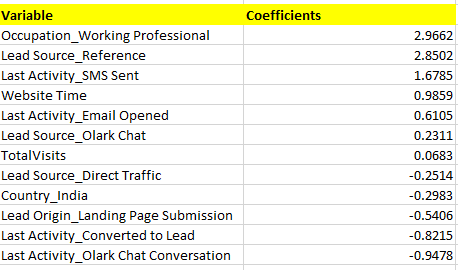 Variable Coefficients
Occupation_Working Professional 2.9662
Lead Source_Reference 2.8502
Last Activity_SMS Sent 1.6785
Website Time 0.9859
Last Activity_Email Opened 0.6105
Lead Source_Olark Chat 0.2311
TotalVisits 0.0683
Lead Source_Direct Traffic -0.2514
Country_India -0.2983
Lead Origin_Landing Page Submission -0.5406
Last Activity_Converted to Lead -0.8215
Last Activity_Olark Chat Conversation -0.9478